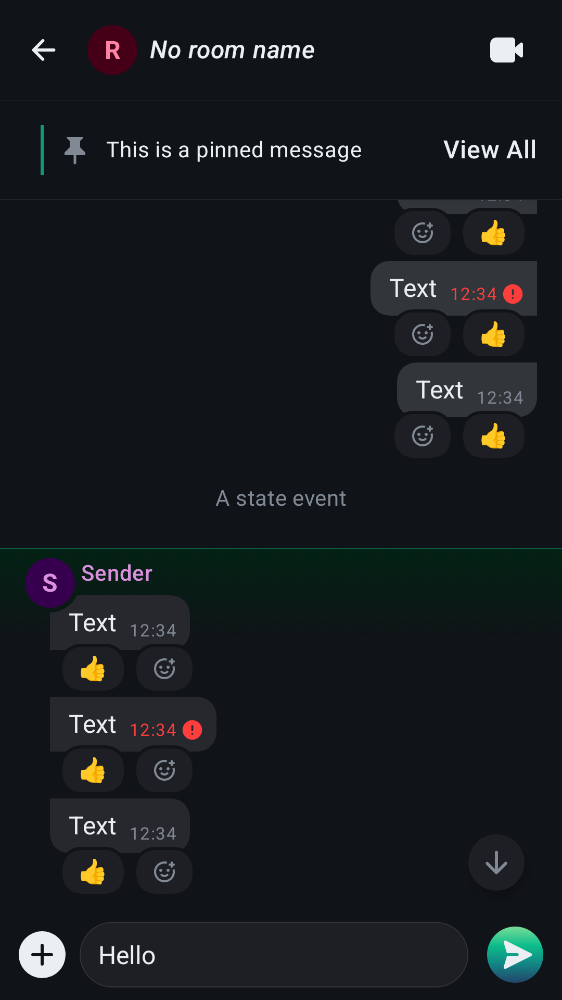 R
No room name
This is a pinned message
View All
Text 12:34
Text 12:34
A state event
S
Sender
Text 12:34
Text 12:34
Text 12:34
Hello